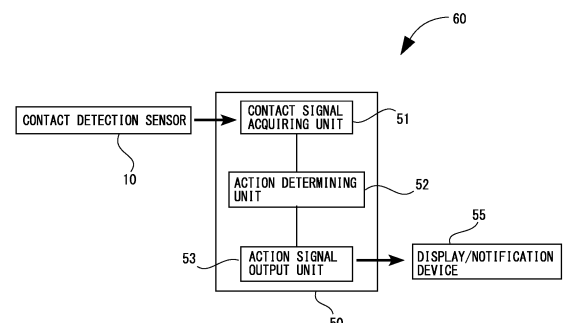 60
CONTACT DETECTION SENSOR
10
CONTACT SIGNAL
ACQUIRING UNIT
51
ACTION DETERMINING
UNIT
52
53
ACTION SIGNAL
OUTPUT UNIT
55
DISPLAY/NOTIFICATION
DEVICE
50